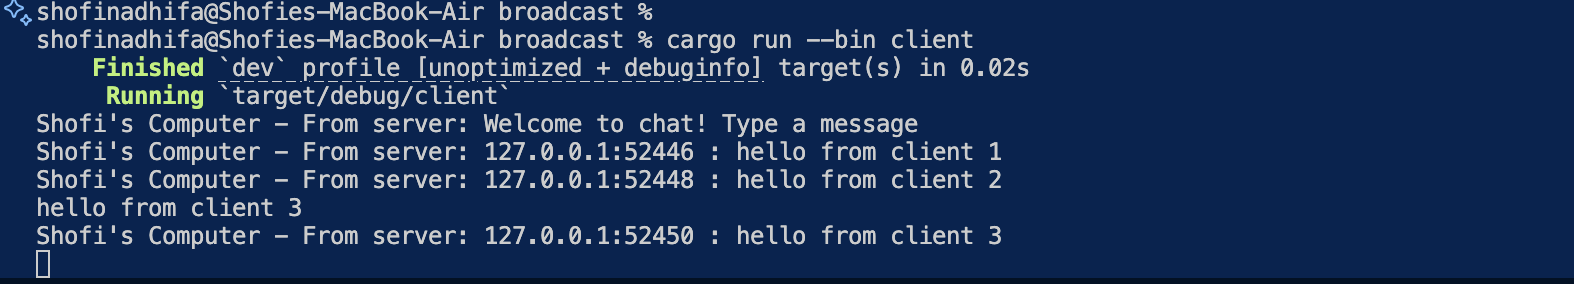 shofinadhifa@Shofies-MacBook-Air broadcast %
shofinadhifa@Shofies-MacBook-Air broadcast % cargo run --bin client
Finished `dev` profile [unoptimized + debuginfo] target(s) in 0.02s
Running `target/debug/client`
Shofi's Computer - From server: Welcome to chat! Type a message
Shofi's Computer - From server: 127.0.0.1:52446 : hello from client 1
Shofi's Computer - From server: 127.0.0.1:52448 : hello from client 2
hello from client 3
Shofi's Computer - From server: 127.0.0.1:52450 : hello from client 3